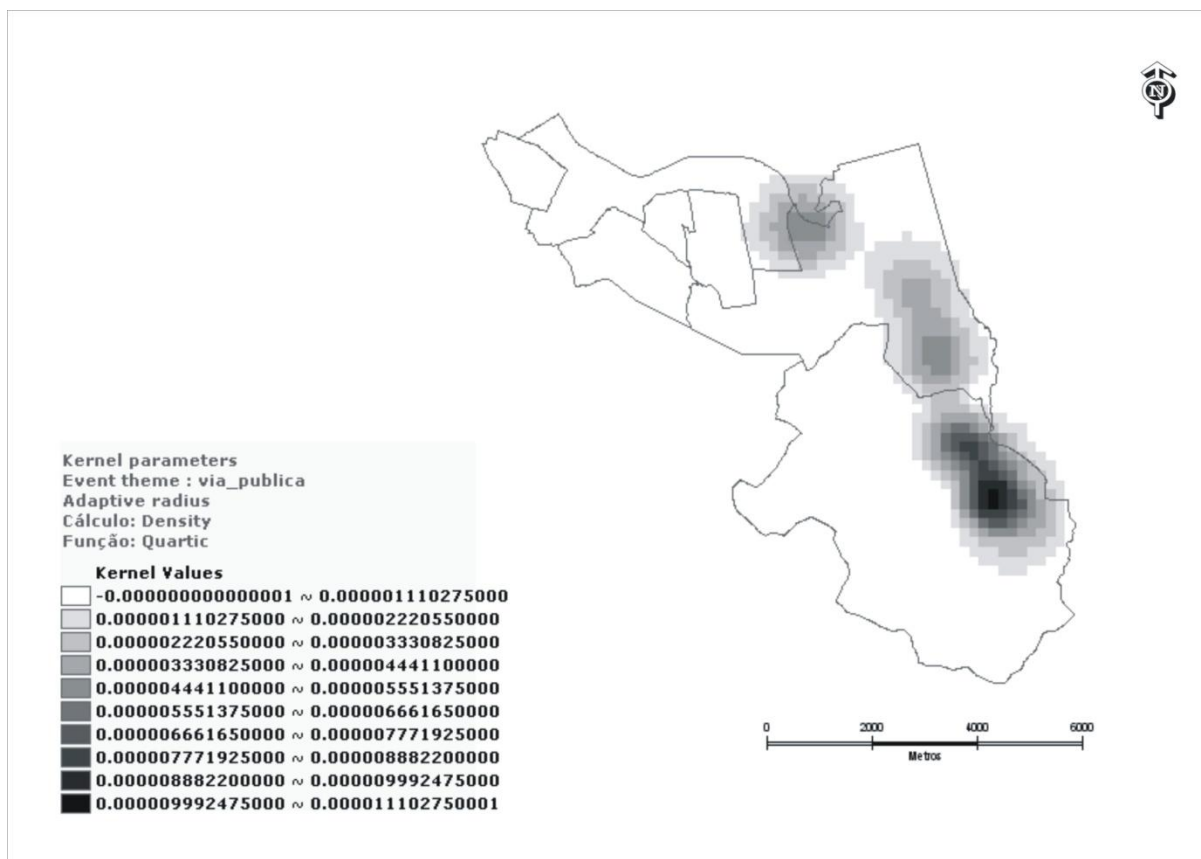 N
Kernel parameters
Event theme : via_publica
Adaptive radius
Cálculo: Density
Função: Quartic
Kernel Values
-0.000000000000001 ~ 0.000001110275000
0.000001110275000 ~ 0.000002220550000
0.000002220550000 ~ 0.000003330825000
0.000003330825000 ~ 0.000004441100000
0.000004441100000 ~ 0.000005551375000
0.000005551375000 ~ 0.000006661650000
0.000006661650000 ~ 0.000007771925000
0.000007771925000 ~ 0.000008882200000
0.000008882200000 ~ 0.000009992475000
0.000009992475000 ~ 0.000011102750001
0 2000 4000 6000
Metros